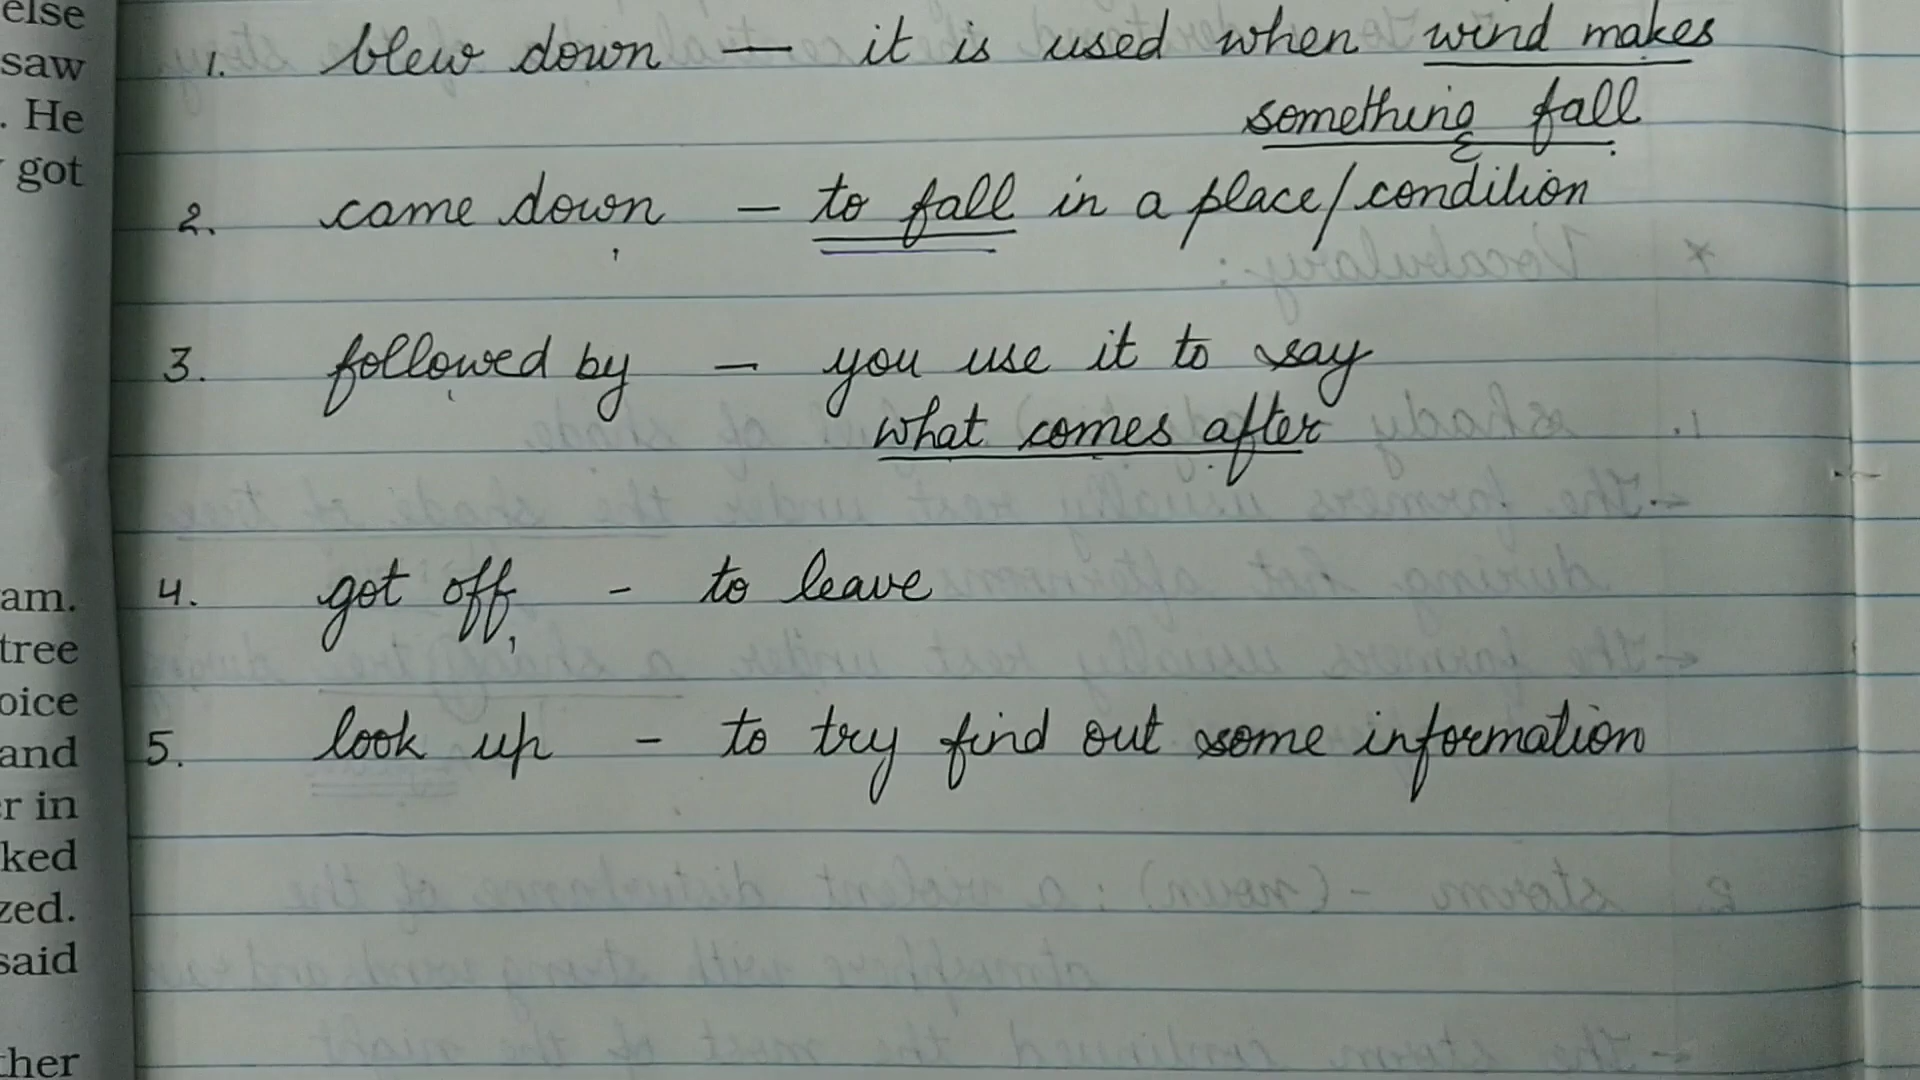 else
saw
. He
got
am.
tree
oice
and
r in
ked
zed.
said
ther
1. blew down — it is used when wind makes
something fall
2. came down – to fall in a place/condition
3. followed by – you use it to say
what comes after
4. got off – to leave
5. look up – to try find out some information